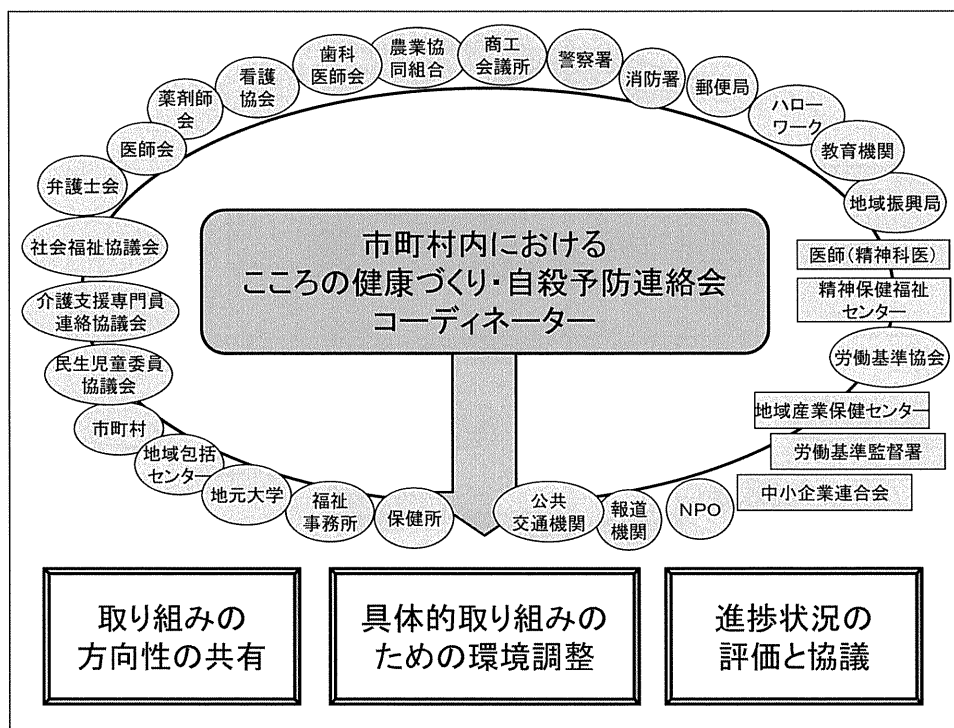 歯科
医師会
農業協
同組合
商工
会議所
警察署
消防署
郵便局
ハロー
ワーク
教育機関
地域振興局
看護
協会
薬剤師
会
医師会
弁護士会
社会福祉協議会
介護支援専門員
連絡協議会
民生児童委員
協議会
市町村
地域包括
センター
地元大学
福祉
事務所
保健所
市町村内における
こころの健康づくり・自殺予防連絡会
コーディネーター
医師(精神科医)
精神保健福祉
センター
労働基準協会
地域産業保健センター
労働基準監督署
中小企業連合会
NPO
報道
機関
公共
交通機関
取り組みの
方向性の共有
具体的取り組みの
ための環境調整
進捗状況の
評価と協議